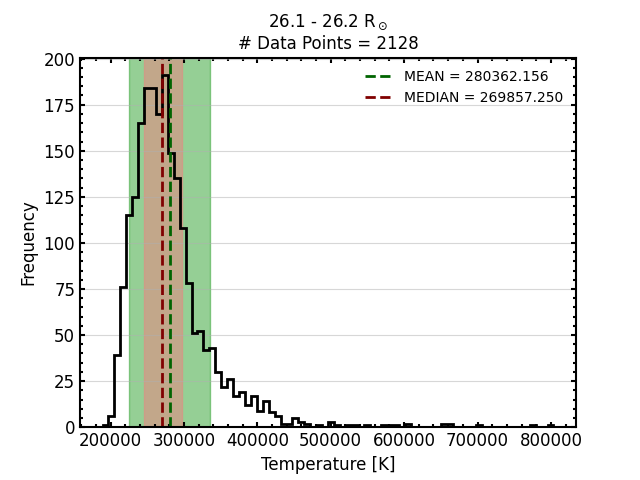 26.1 - 26.2 R⊙
# Data Points = 2128
MEAN = 280362.156
MEDIAN = 269857.250
200
175
150
125
100
75
50
25
0
Frequency
200000 300000 400000 500000 600000 700000 800000
Temperature [K]